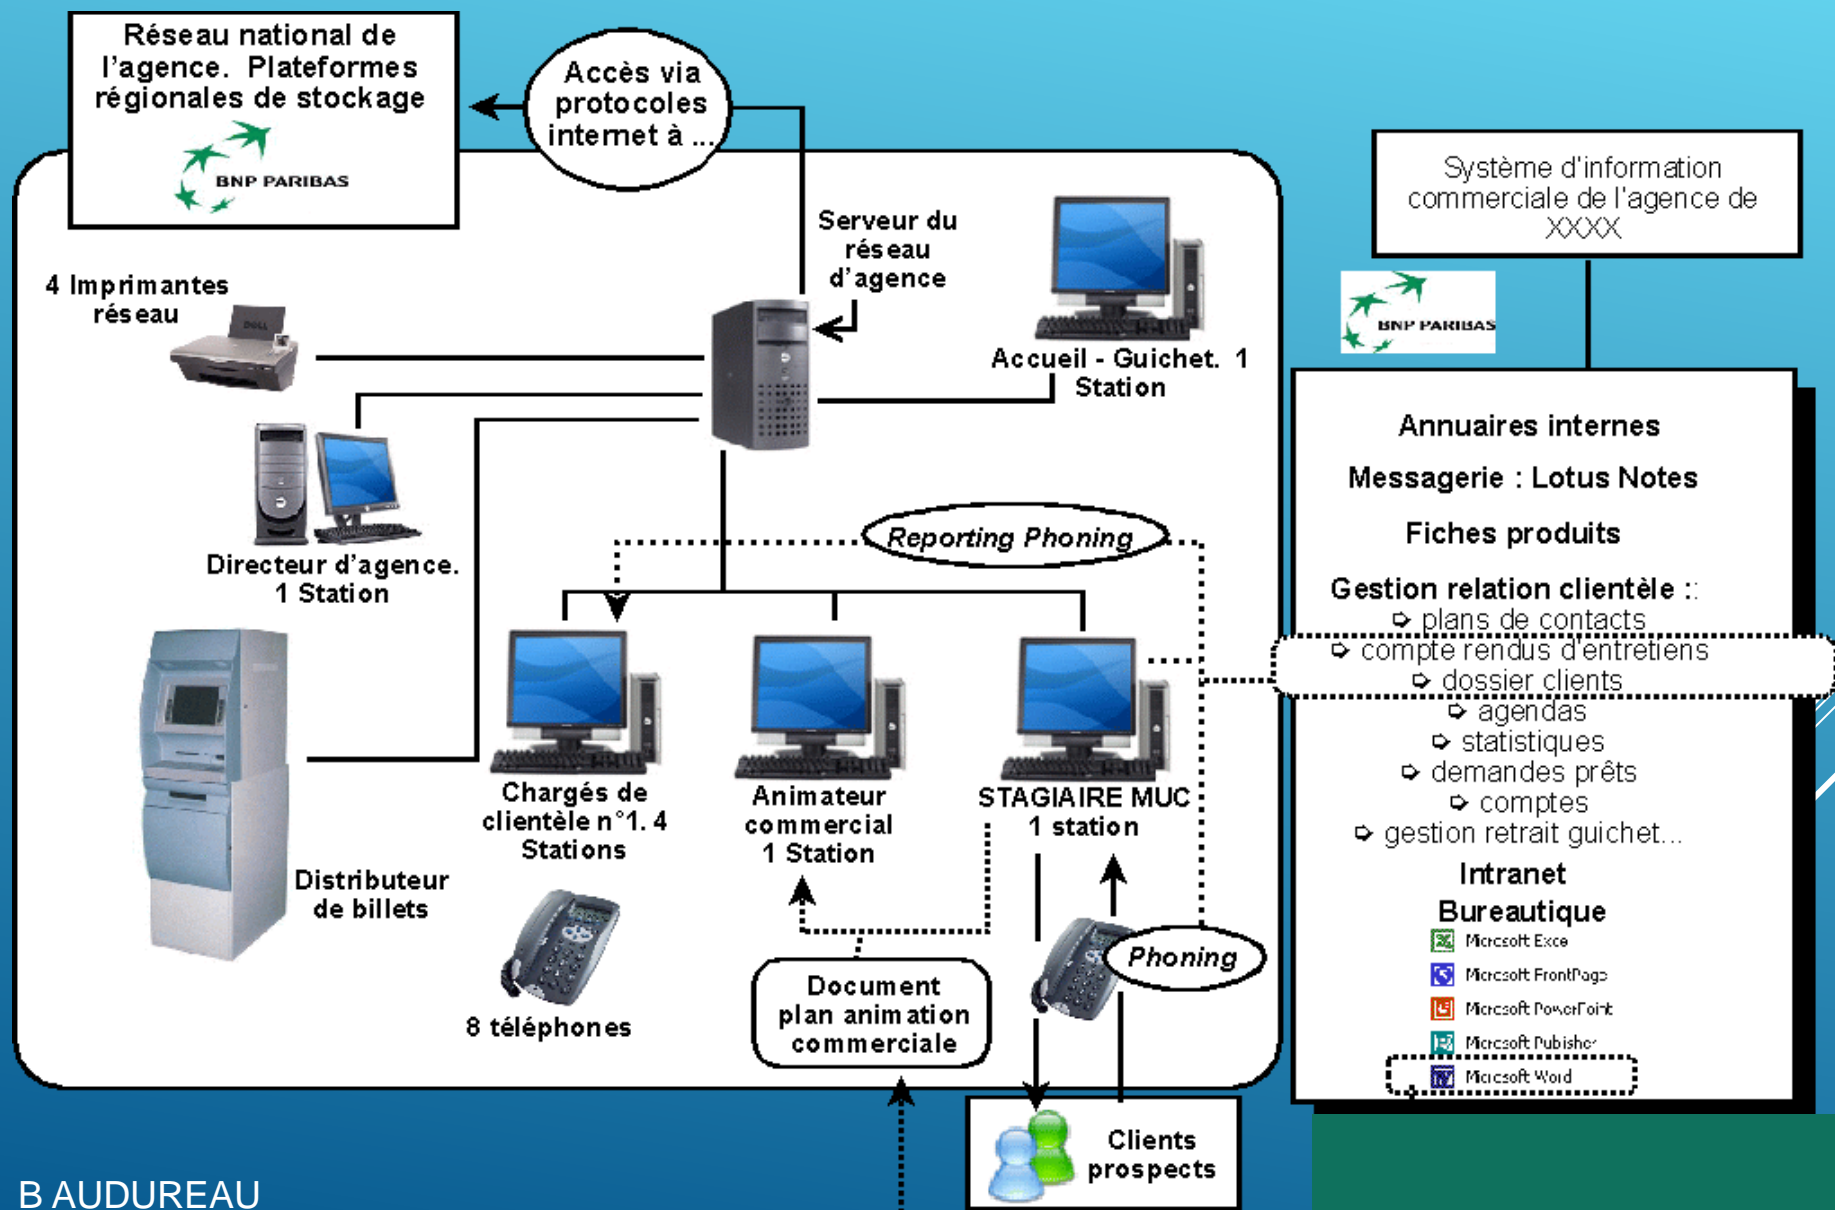 Réseau national de
l'agence. Plateformes
régionales de stockage
BNP PARIBAS
Accès via
protocoles
internet à ...
Système d'information
commerciale de l'agence de
XXXX
BNP PARIBAS
Serveur du
réseau
d'agence
4 Imprimantes
réseau
Accueil - Guichet. 1
Station
Directeur d'agence.
1 Station
Reporting Phoning
Chargés de
clientèle n°1. 4
Stations
Animateur
commercial
1 Station
STAGIAIRE MUC
1 station
Distributeur
de billets
8 téléphones
Document
plan animation
commerciale
Phoning
Clients
prospects
Annuaires internes
Messagerie : Lotus Notes
Fiches produits
Gestion relation clientèle ::
➪ plans de contacts
➪ compte rendus d'entretiens
➪ dossier clients
➪ agendas
➪ statistiques
➪ demandes prêts
➪ comptes
➪ gestion retrait guichet...
Intranet
Bureautique
Microsoft Excel
Microsoft FrontPage
Microsoft PowerPoint
Microsoft Publisher
Microsoft Word
B AUDUREAU